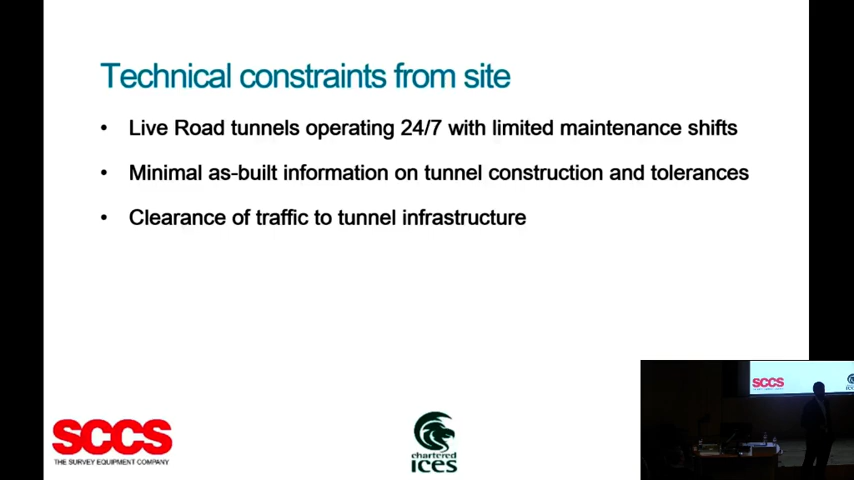 Technical constraints from site
• Live Road tunnels operating 24/7 with limited maintenance shifts
• Minimal as-built information on tunnel construction and tolerances
• Clearance of traffic to tunnel infrastructure
SCCS
THE SURVEY EQUIPMENT COMPANY
chartered
ICES
SCCS